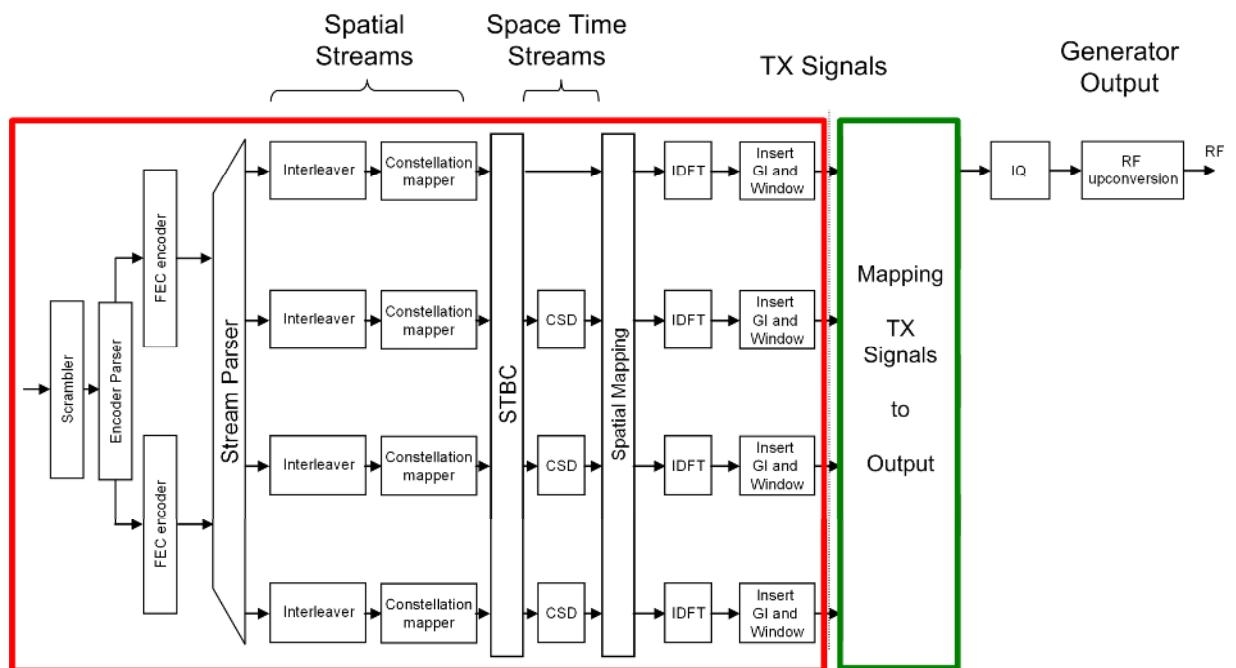 Spatial
Streams
Space Time
Streams
TX Signals
Generator
Output
Scrambler
Encoder Parser
FEC encoder
FEC encoder
Stream Parser
Interleaver
Constellation
mapper
STBC
Spatial Mapping
IDFT
Insert
GI and
Window
Interleaver
Constellation
mapper
CSD
IDFT
Insert
GI and
Window
Interleaver
Constellation
mapper
CSD
IDFT
Insert
GI and
Window
Interleaver
Constellation
mapper
CSD
IDFT
Insert
GI and
Window
Mapping
TX
Signals
to
Output
IQ
RF
upconversion
RF